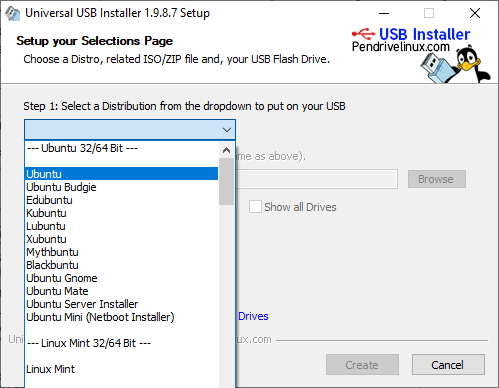 Universal USB Installer 1.9.8.7 Setup
Setup your Selections Page
Choose a Distro, related ISO/ZIP file and, your USB Flash Drive.
USB Installer
Pendrivelinux.com
Step 1: Select a Distribution from the dropdown to put on your USB
--- Ubuntu 32/64 Bit ---
Ubuntu
Ubuntu Budgie
Edubuntu
Kubuntu
Lubuntu
Xubuntu
Mythbuntu
Blackbuntu
Ubuntu Gnome
Ubuntu Mate
Ubuntu Server Installer
Ubuntu Mini (Netboot Installer)
--- Linux Mint 32/64 Bit ---
Linux Mint
me as above).
Browse
Show all Drives
Drives
Uni
ux.com
Create
Cancel